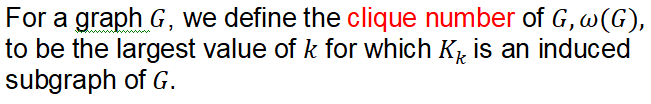 For a graph G, we define the clique number of G, ω(G),
to be the largest value of k for which Kₖ is an induced
subgraph of G.